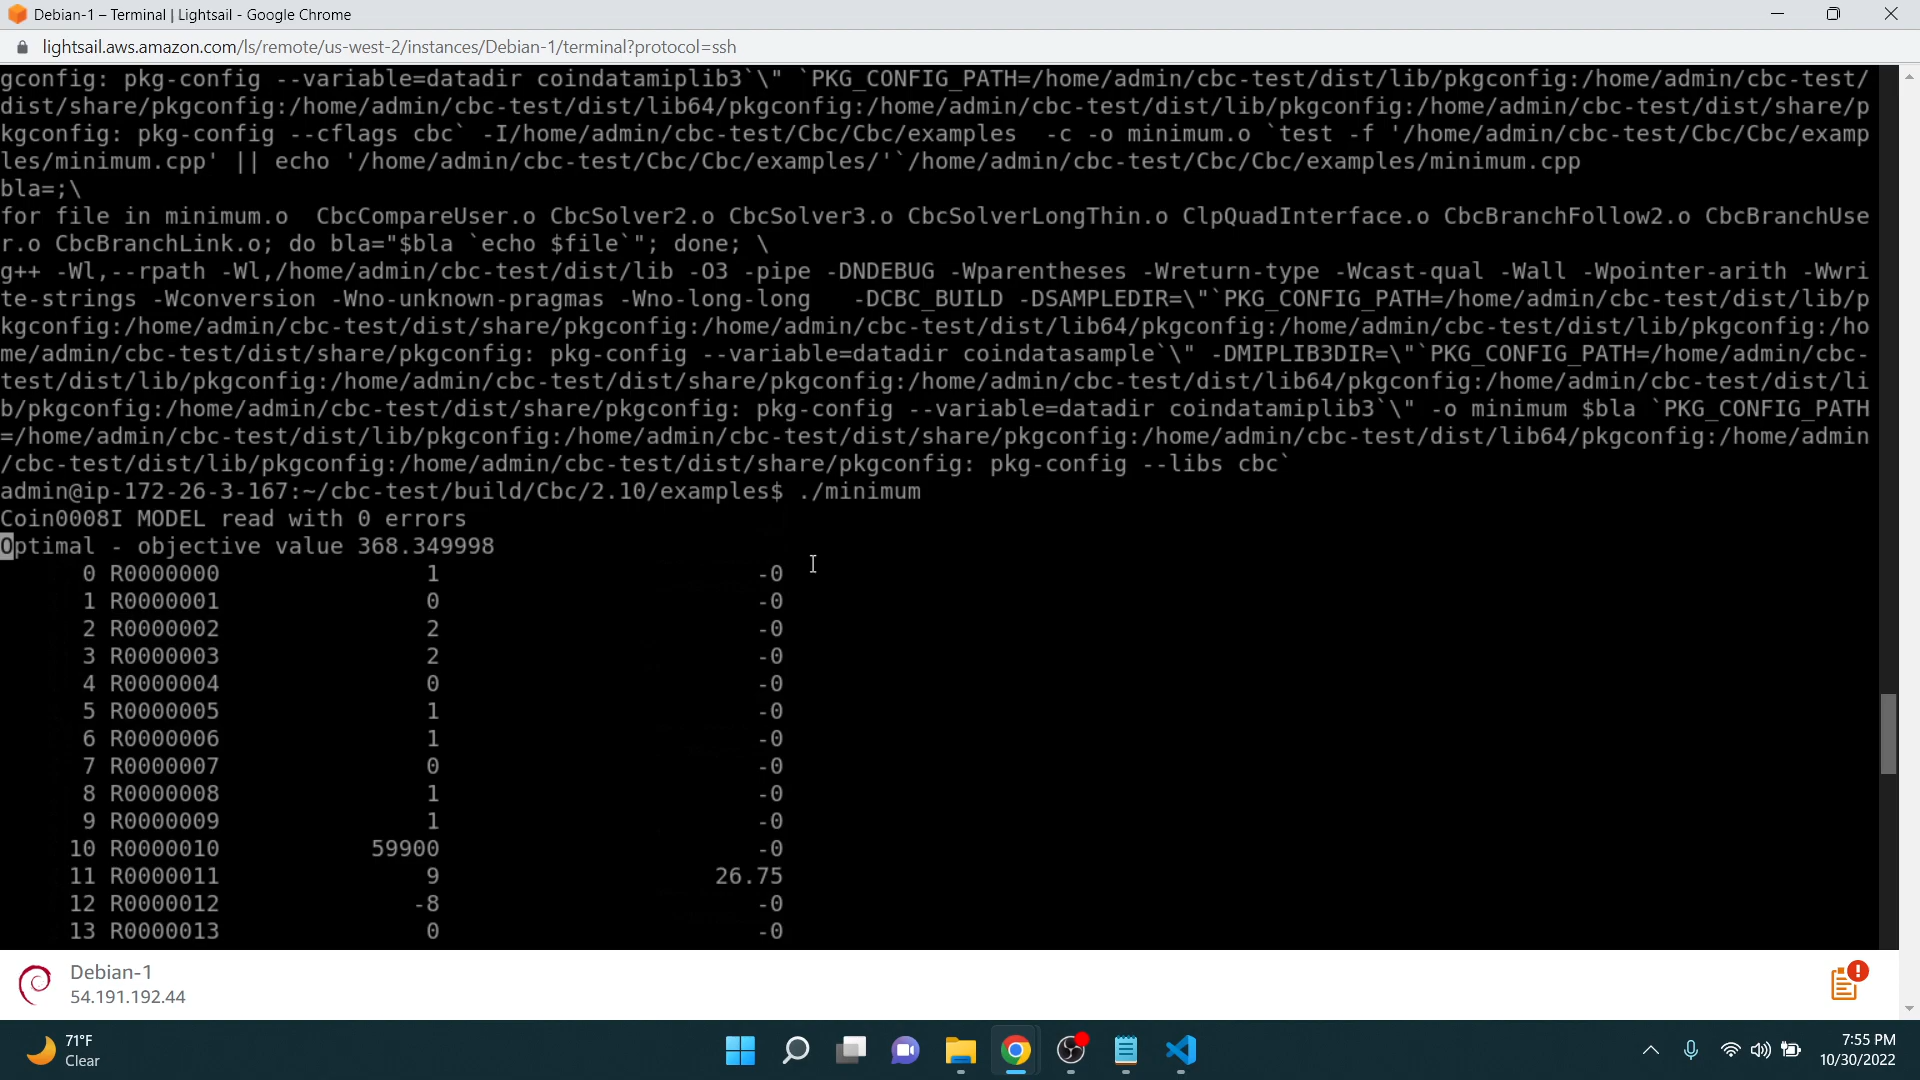 Debian-1 – Terminal | Lightsail - Google Chrome
lightsail.aws.amazon.com/ls/remote/us-west-2/instances/Debian-1/terminal?protocol=ssh
gconfig: pkg-config --variable=datadir coindatamiplib3`\" `PKG_CONFIG_PATH=/home/admin/cbc-test/dist/lib/pkgconfig:/home/admin/cbc-test/
dist/share/pkgconfig:/home/admin/cbc-test/dist/lib64/pkgconfig:/home/admin/cbc-test/dist/lib/pkgconfig:/home/admin/cbc-test/dist/share/p
kgconfig: pkg-config --cflags cbc` -I/home/admin/cbc-test/Cbc/Cbc/examples  -c -o minimum.o `test -f '/home/admin/cbc-test/Cbc/Cbc/examp
les/minimum.cpp' || echo '/home/admin/cbc-test/Cbc/Cbc/examples/'`/home/admin/cbc-test/Cbc/Cbc/examples/minimum.cpp
bla=;\
for file in minimum.o  CbcCompareUser.o CbcSolver2.o CbcSolver3.o CbcSolverLongThin.o ClpQuadInterface.o CbcBranchFollow2.o CbcBranchUse
r.o CbcBranchLink.o; do bla="$bla `echo $file`"; done; \
g++ -Wl,--rpath -Wl,/home/admin/cbc-test/dist/lib -O3 -pipe -DNDEBUG -Wparentheses -Wreturn-type -Wcast-qual -Wall -Wpointer-arith -Wwri
te-strings -Wconversion -Wno-unknown-pragmas -Wno-long-long   -DCBC_BUILD -DSAMPLEDIR=\"`PKG_CONFIG_PATH=/home/admin/cbc-test/dist/lib/p
kgconfig:/home/admin/cbc-test/dist/share/pkgconfig:/home/admin/cbc-test/dist/lib64/pkgconfig:/home/admin/cbc-test/dist/lib/pkgconfig:/ho
me/admin/cbc-test/dist/share/pkgconfig: pkg-config --variable=datadir coindatasample`\" -DMIPLIB3DIR=\"`PKG_CONFIG_PATH=/home/admin/cbc-
test/dist/lib/pkgconfig:/home/admin/cbc-test/dist/share/pkgconfig:/home/admin/cbc-test/dist/lib64/pkgconfig:/home/admin/cbc-test/dist/li
b/pkgconfig:/home/admin/cbc-test/dist/share/pkgconfig: pkg-config --variable=datadir coindatamiplib3`\" -o minimum $bla `PKG_CONFIG_PATH
=/home/admin/cbc-test/dist/lib/pkgconfig:/home/admin/cbc-test/dist/share/pkgconfig:/home/admin/cbc-test/dist/lib64/pkgconfig:/home/admin
/cbc-test/dist/lib/pkgconfig:/home/admin/cbc-test/dist/share/pkgconfig: pkg-config --libs cbc`
admin@ip-172-26-3-167:~/cbc-test/build/Cbc/2.10/examples$ ./minimum
Coin0008I MODEL read with 0 errors
Optimal - objective value 368.349998
0 R0000000 1 -0
1 R0000001 0 -0
2 R0000002 2 -0
3 R0000003 2 -0
4 R0000004 0 -0
5 R0000005 1 -0
6 R0000006 1 -0
7 R0000007 0 -0
8 R0000008 1 -0
9 R0000009 1 -0
10 R0000010 59900 -0
11 R0000011 9 26.75
12 R0000012 -8 -0
13 R0000013 0 -0
Debian-1
54.191.192.44
71°F
Clear
7:55 PM
10/30/2022